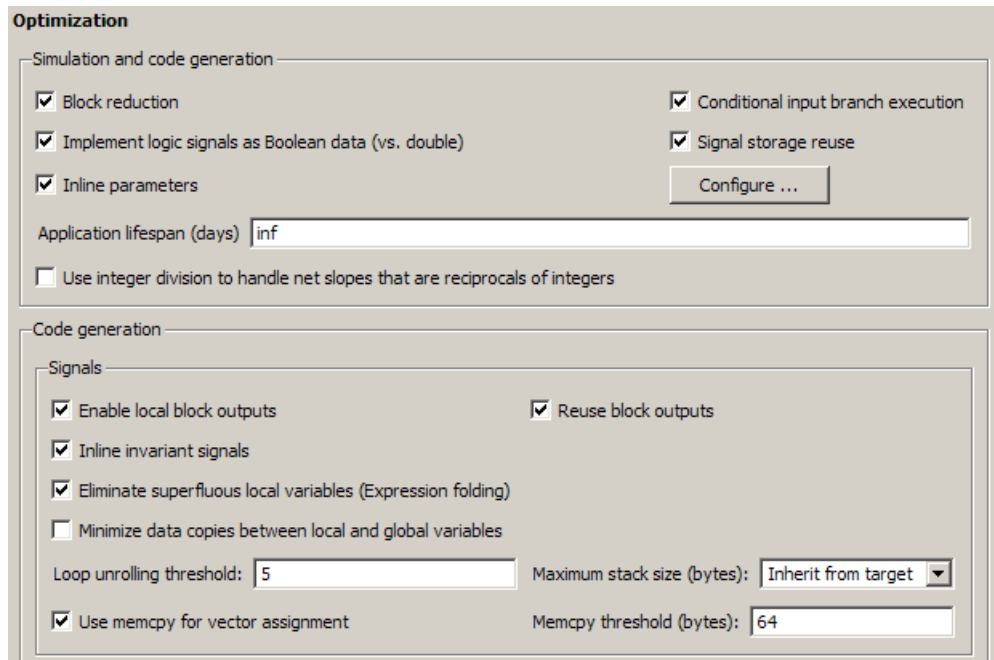 Optimization
Simulation and code generation
Block reduction
Conditional input branch execution
Implement logic signals as Boolean data (vs. double)
Signal storage reuse
Inline parameters
Configure ...
Application lifespan (days) inf
Use integer division to handle net slopes that are reciprocals of integers
Code generation
Signals
Enable local block outputs
Reuse block outputs
Inline invariant signals
Eliminate superfluous local variables (Expression folding)
Minimize data copies between local and global variables
Loop unrolling threshold: 5
Maximum stack size (bytes): Inherit from target
Use memcpy for vector assignment
Memcpy threshold (bytes): 64